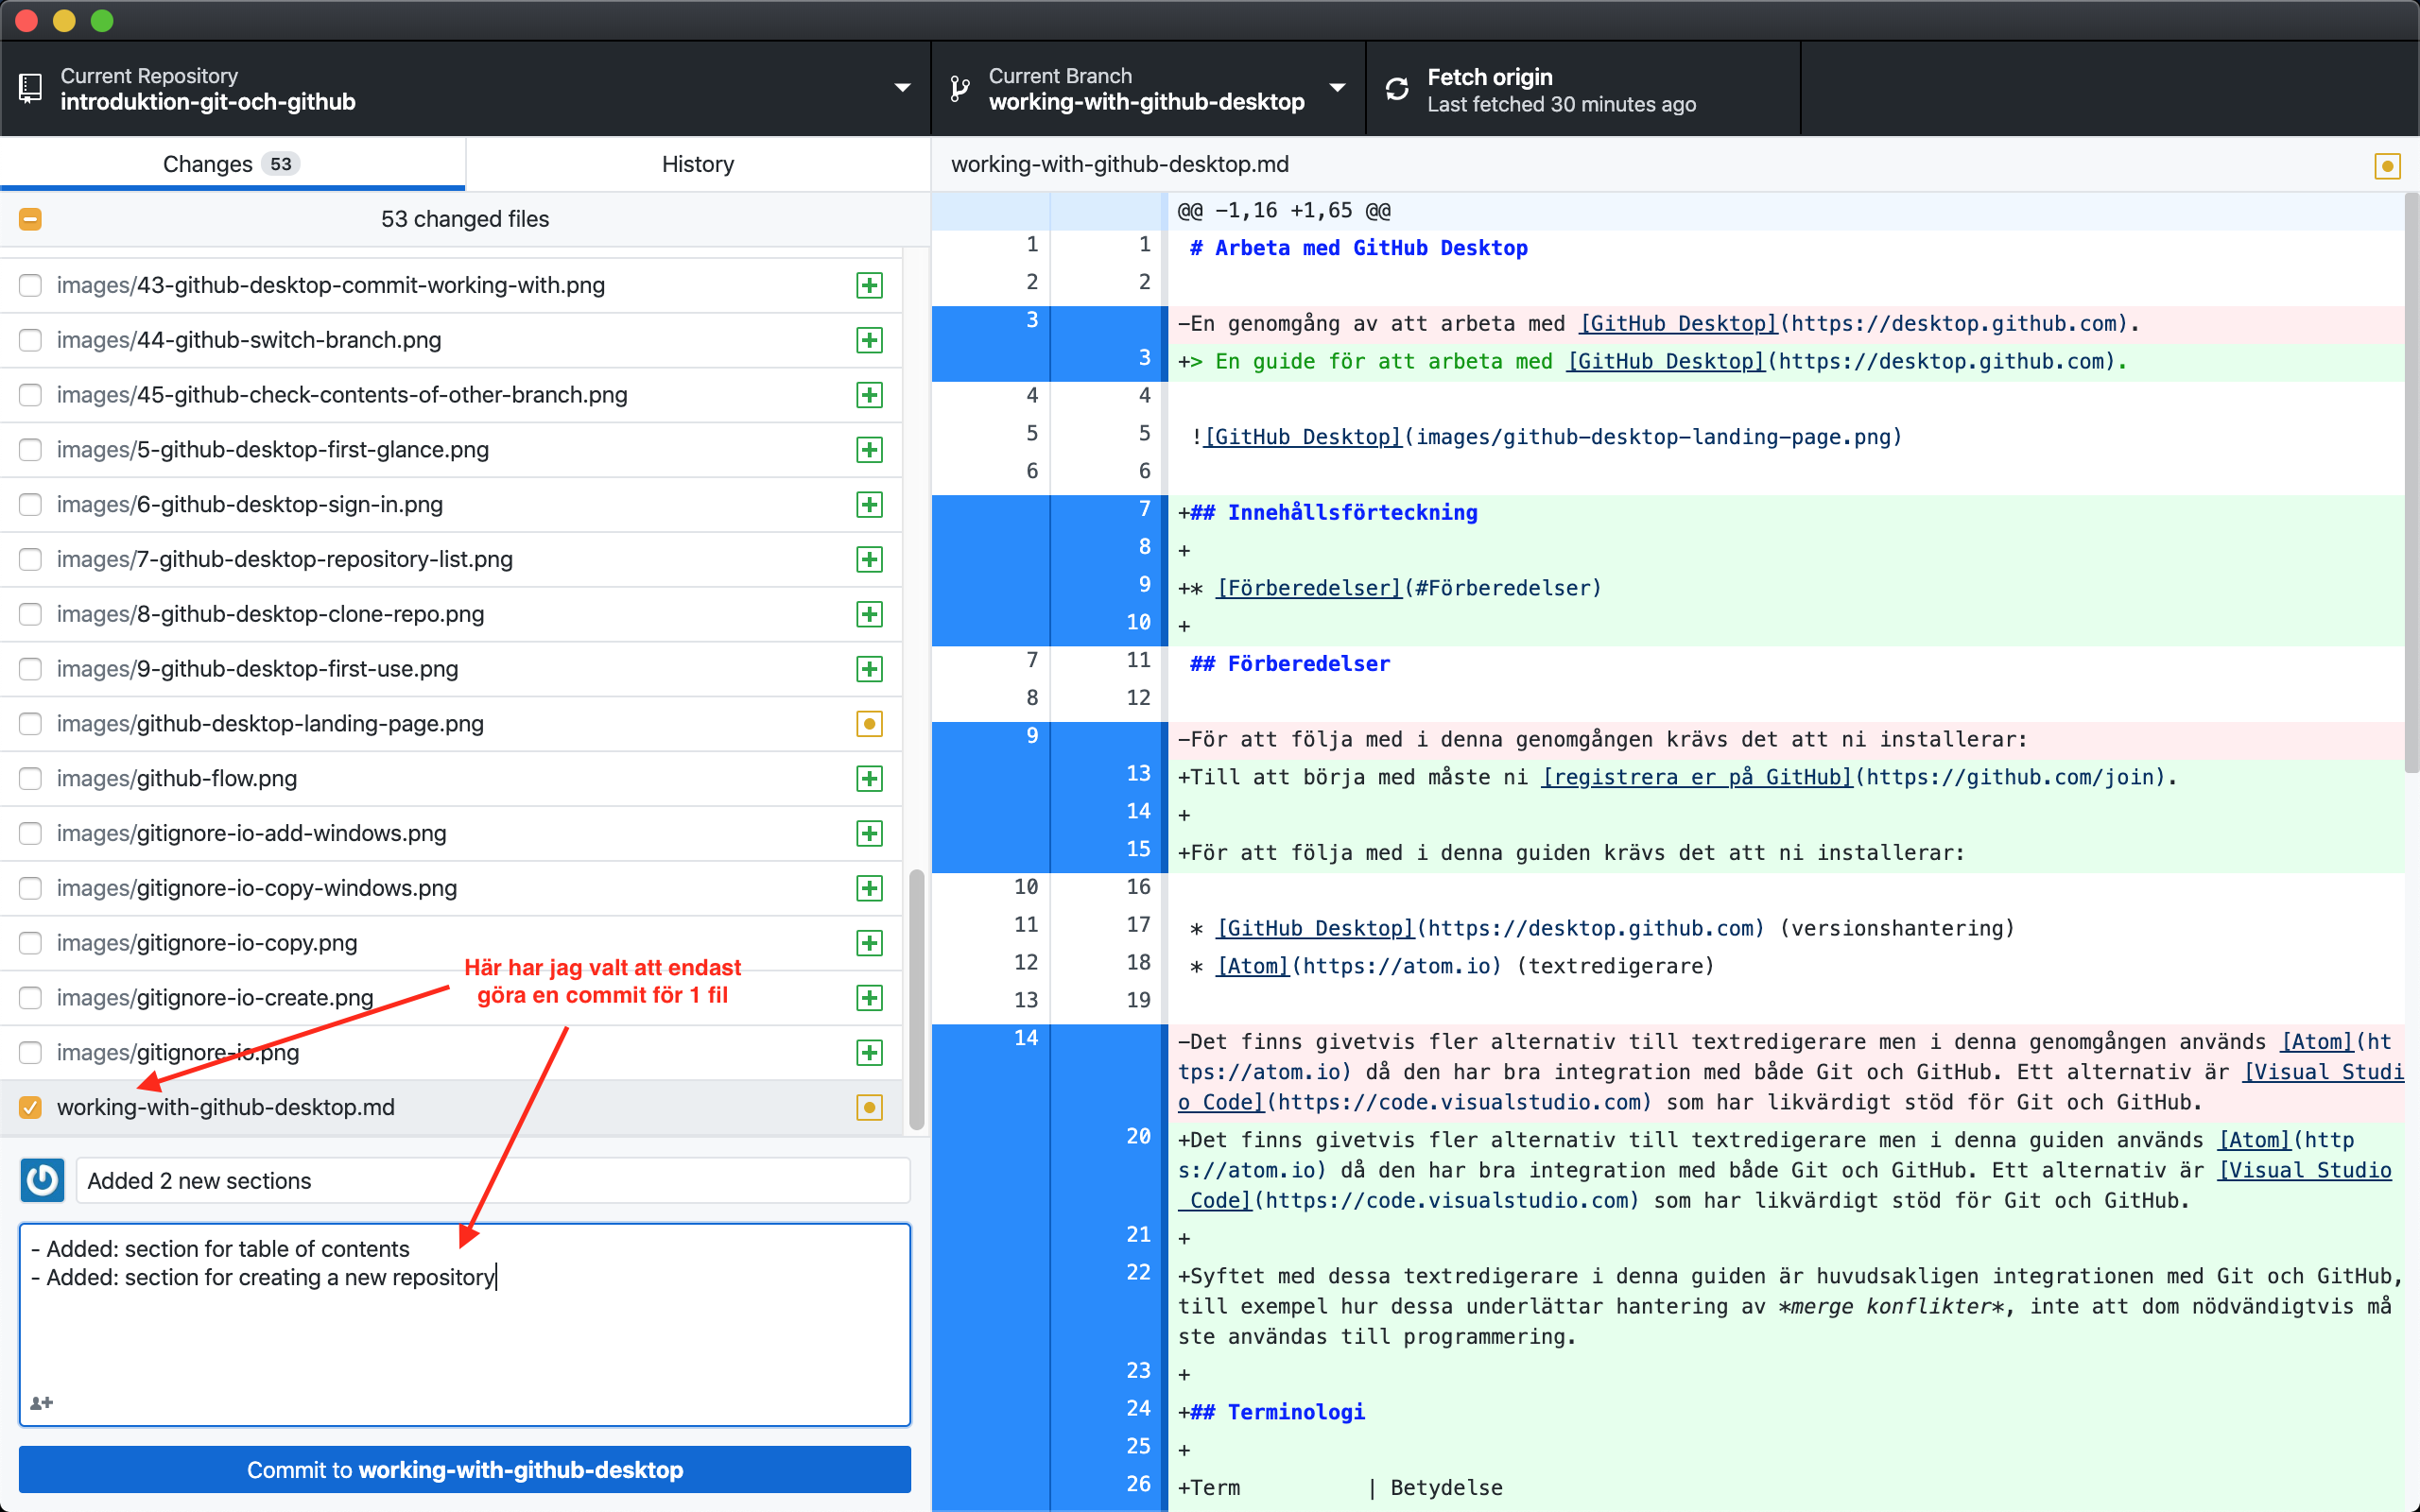 Current Repository
introduktion-git-och-github
Current Branch
working-with-github-desktop
Fetch origin
Last fetched 30 minutes ago
Changes 53
History
53 changed files
images/43-github-desktop-commit-working-with.png
images/44-github-switch-branch.png
images/45-github-check-contents-of-other-branch.png
images/5-github-desktop-first-glance.png
images/6-github-desktop-sign-in.png
images/7-github-desktop-repository-list.png
images/8-github-desktop-clone-repo.png
images/9-github-desktop-first-use.png
images/github-desktop-landing-page.png
images/github-flow.png
images/gitignore-io-add-windows.png
images/gitignore-io-copy-windows.png
images/gitignore-io-copy.png
images/gitignore-io-create.png
images/gitignore-io.png
working-with-github-desktop.md
Här har jag valt att endast
göra en commit för 1 fil
Added 2 new sections
- Added: section for table of contents
- Added: section for creating a new repository
Commit to working-with-github-desktop
working-with-github-desktop.md
@@ -1,16 +1,65 @@
1 1 # Arbeta med GitHub Desktop
2 2
3 -En genomgång av att arbeta med [GitHub Desktop](https://desktop.github.com).
3 +> En guide för att arbeta med [GitHub Desktop](https://desktop.github.com).
4 4
5 5 ![GitHub Desktop](images/github-desktop-landing-page.png)
6 6
7 +## Innehållsförteckning
8 +
9 +* [Förberedelser](#Förberedelser)
10 +
7 11 ## Förberedelser
8 12
9 -För att följa med i denna genomgången krävs det att ni installerar:
13 +Till att börja med måste ni [registrera er på GitHub](https://github.com/join).
14 +
15 +För att följa med i denna guiden krävs det att ni installerar:
10 16
11 17 * [GitHub Desktop](https://desktop.github.com) (versionshantering)
12 18 * [Atom](https://atom.io) (textredigerare)
13 19
14 -Det finns givetvis fler alternativ till textredigerare men i denna genomgången används [Atom](ht
tps://atom.io) då den har bra integration med både Git och GitHub. Ett alternativ är [Visual Studi
o Code](https://code.visualstudio.com) som har likvärdigt stöd för Git och GitHub.
20 +Det finns givetvis fler alternativ till textredigerare men i denna guiden används [Atom](http
s://atom.io) då den har bra integration med både Git och GitHub. Ett alternativ är [Visual Studio
 Code](https://code.visualstudio.com) som har likvärdigt stöd för Git och GitHub.
21 +
22 +Syftet med dessa textredigerare i denna guiden är huvudsakligen integrationen med Git och GitHub,
till exempel hur dessa underlättar hantering av *merge konflikter*, inte att dom nödvändigtvis må
ste användas till programmering.
23 +
24 +## Terminologi
25 +
26 +Term | Betydelse